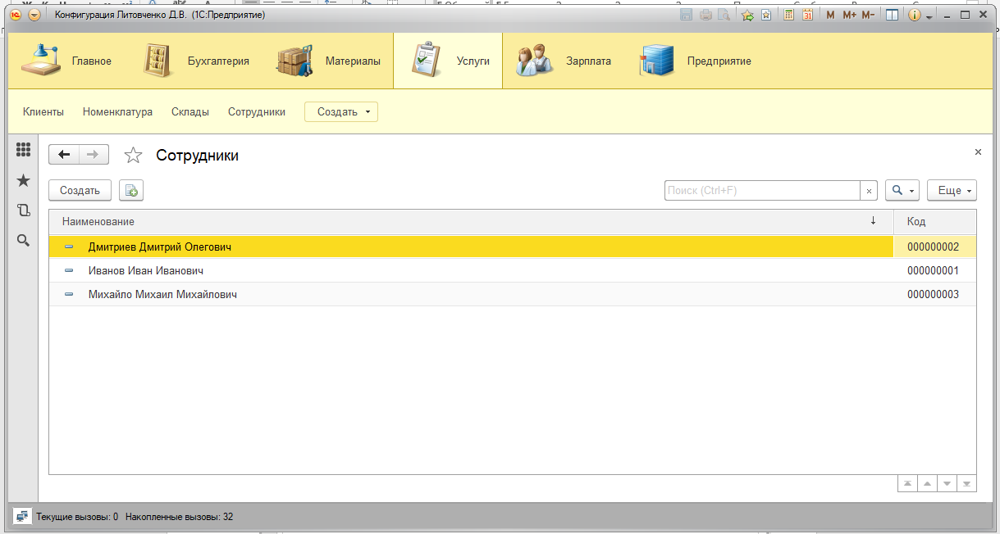 Конфигурация Литовченко Д.В. (1С:Предприятие)
M M+ M-
31
Главное Бухгалтерия Материалы Услуги Зарплата Предприятие
Клиенты Номенклатура Склады Сотрудники Создать
Сотрудники
Создать Поиск (Ctrl+F) × Еще
Наименование ↓ Код
Дмитриев Дмитрий Олегович 000000002
Иванов Иван Иванович 000000001
Михайло Михаил Михайлович 000000003
Текущие вызовы: 0 Накопленные вызовы: 32